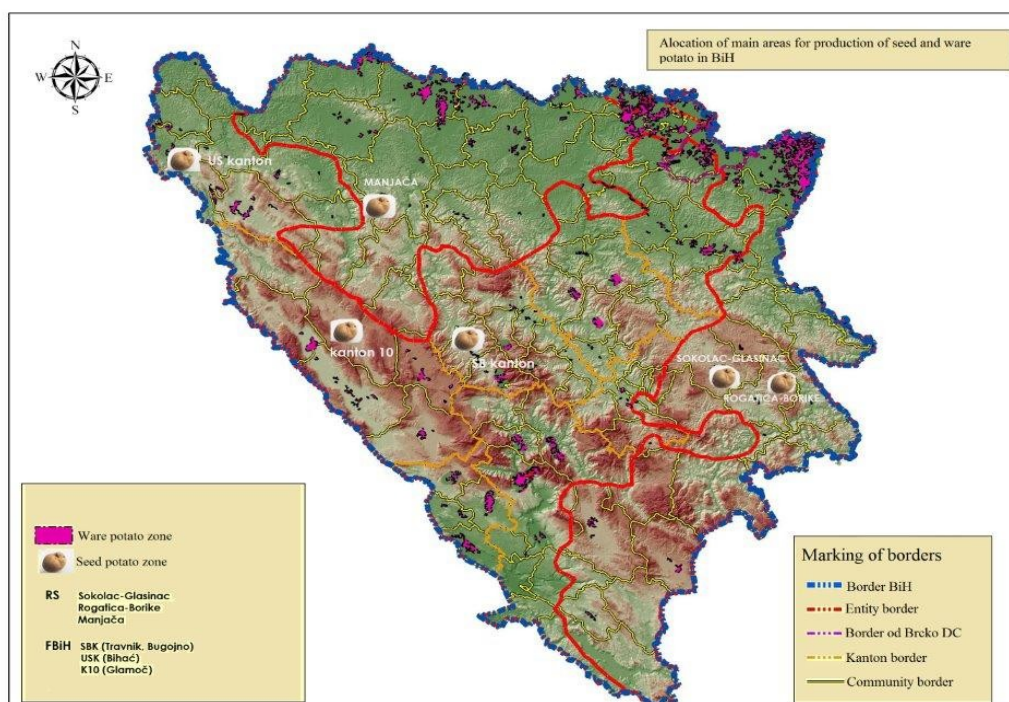 Alocation of main areas for production of seed and ware
potato in BiH
N
W
E
S
US kanton
MANJAČA
kanton 10
SB kanton
SOKOLAC-GLASINAC
ROGATICA-BORIKE
Ware potato zone
Seed potato zone
RS Sokolac-Glasinac
Rogatica-Borike
Manjača
FBiH SBK (Travnik, Bugojno)
USK (Bihać)
K10 (Glamoč)
Marking of borders
Border BiH
Entity border
Border od Brcko DC
Kanton border
Community border